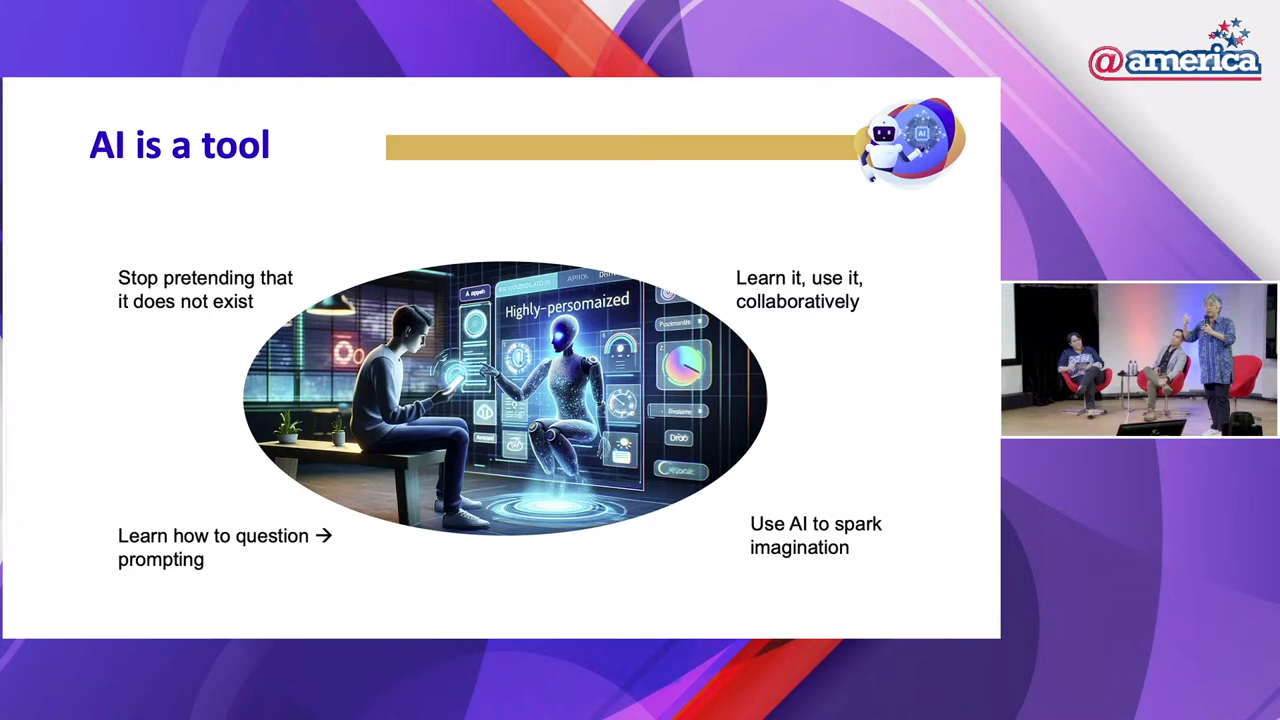 @america
AI is a tool
AI
Stop pretending that
it does not exist
Learn it, use it,
collaboratively
Highly-persomaized
Learn how to question →
prompting
Use AI to spark
imagination